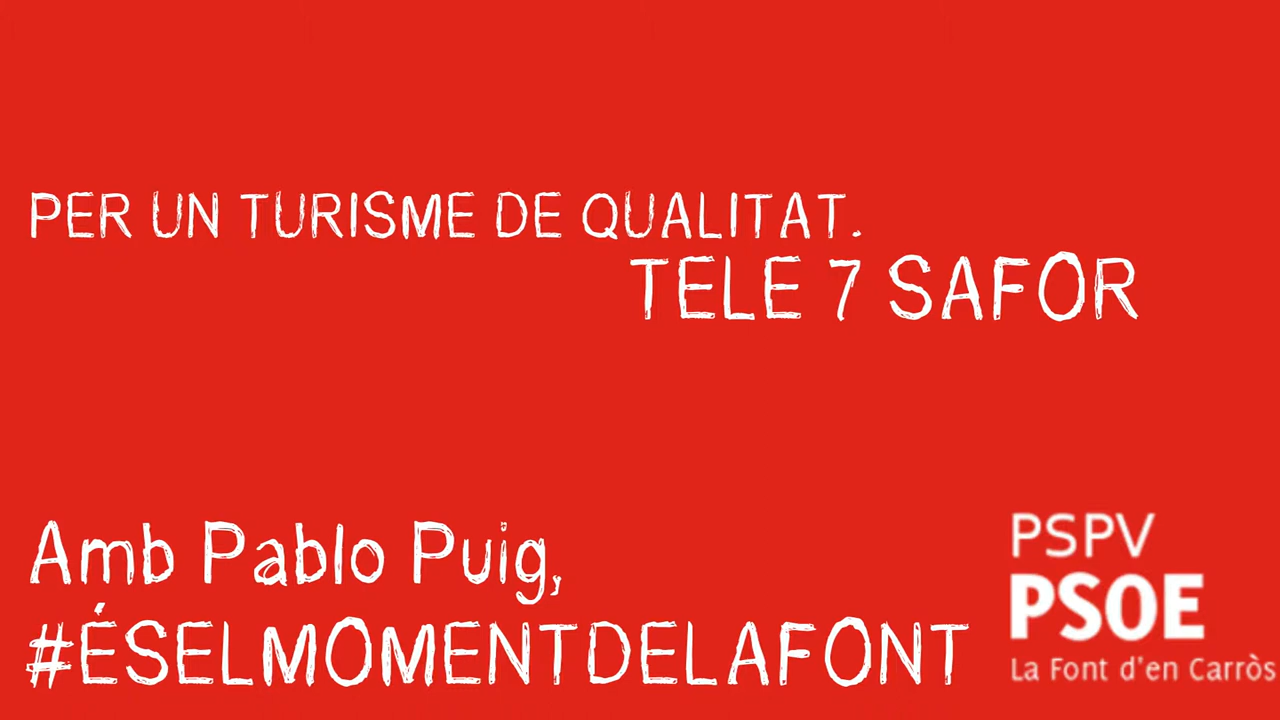 PER UN TURISME DE QUALITAT.
TELE 7 SAFOR
Amb Pablo Puig,
#ÉSELMOMENTDELAFONT
PSPV
PSOE
La Font d'en Carròs